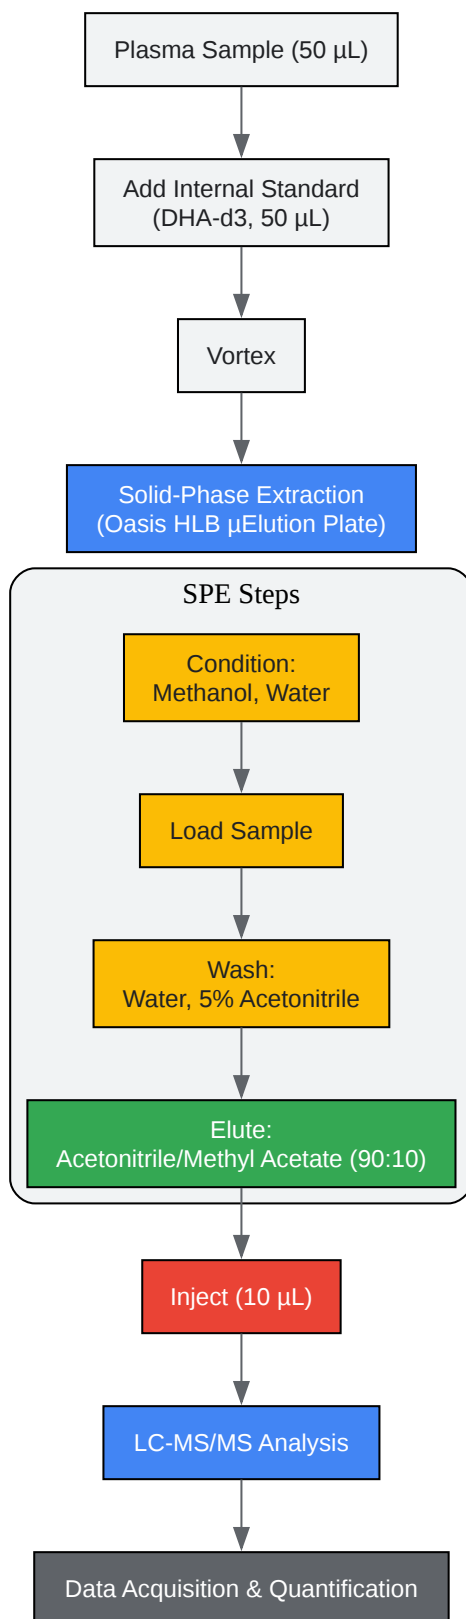 Plasma Sample (50 µL)
Add Internal Standard
(DHA-d3, 50 µL)
Vortex
Solid-Phase Extraction
(Oasis HLB µElution Plate)
SPE Steps
Condition:
Methanol, Water
Load Sample
Wash:
Water, 5% Acetonitrile
Elute:
Acetonitrile/Methyl Acetate (90:10)
Inject (10 µL)
LC-MS/MS Analysis
Data Acquisition & Quantification